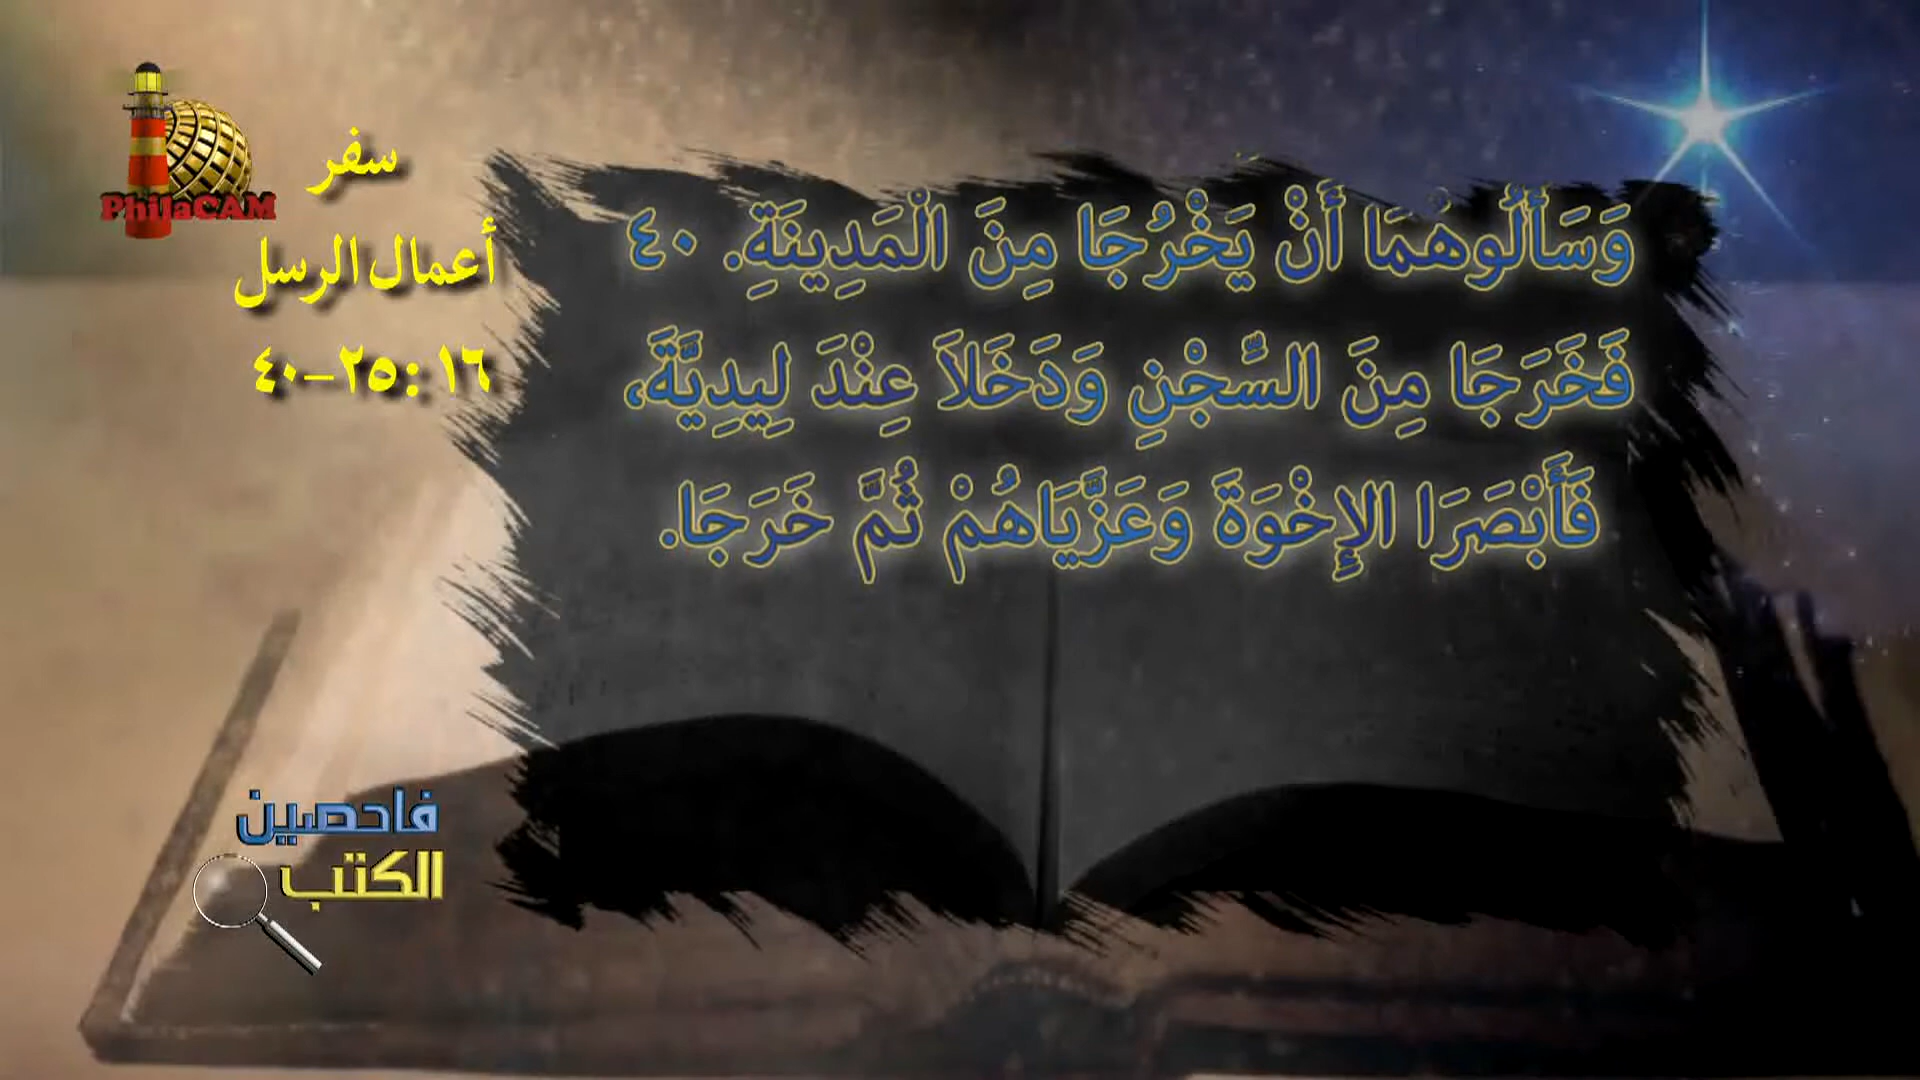 PhilaCAM
سفر
أعمال الرسل
١٦ :٢٥-٤٠
وَسَأَلُوهُمَا أَنْ يَخْرُجَا مِنَ الْمَدِينَةِ. ٤٠
فَخَرَجَا مِنَ السِّجْنِ وَدَخَلاَ عِنْدَ لِيدِيَّةَ،
فَأَبْصَرَا الإِخْوَةَ وَعَزَّيَاهُمْ ثُمَّ خَرَجَا.
فاحصين
الكتب